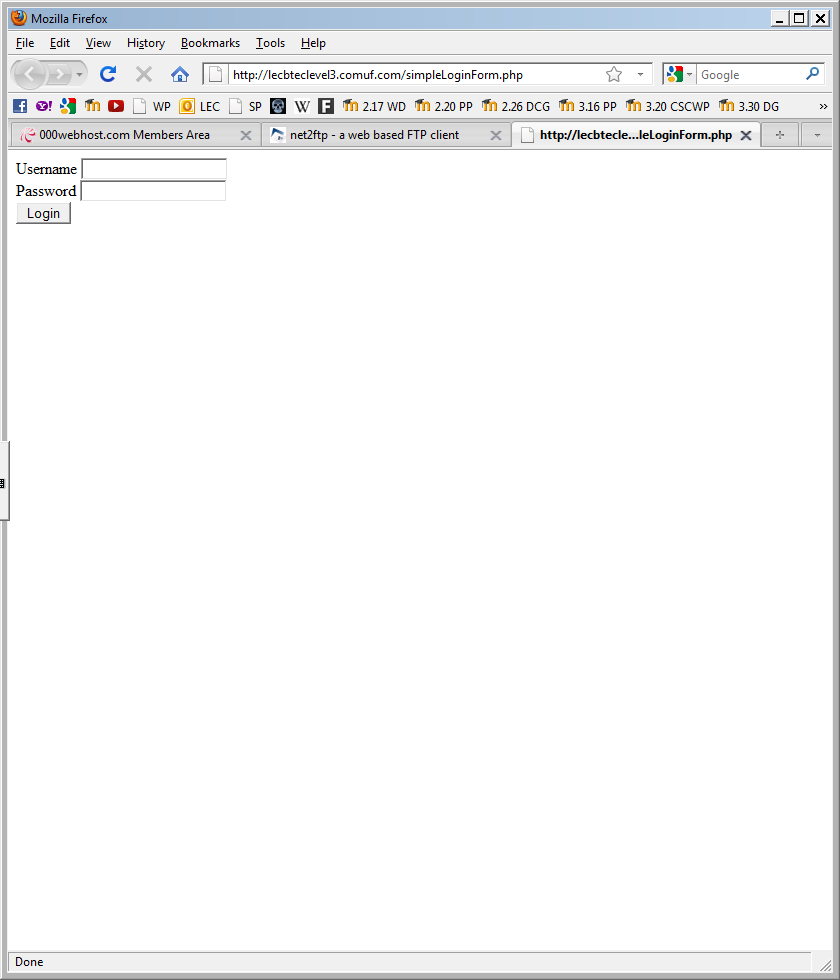 Mozilla Firefox
File Edit View History Bookmarks Tools Help
http://lecbteclevel3.comuf.com/simpleLoginForm.php Google
WP LEC SP W F 2.17 WD 2.20 PP 2.26 DCG 3.16 PP 3.20 CSCWP 3.30 DG »
000webhost.com Members Area net2ftp - a web based FTP client http://lecbtecle...leLoginForm.php
Username
Password
Login
Done